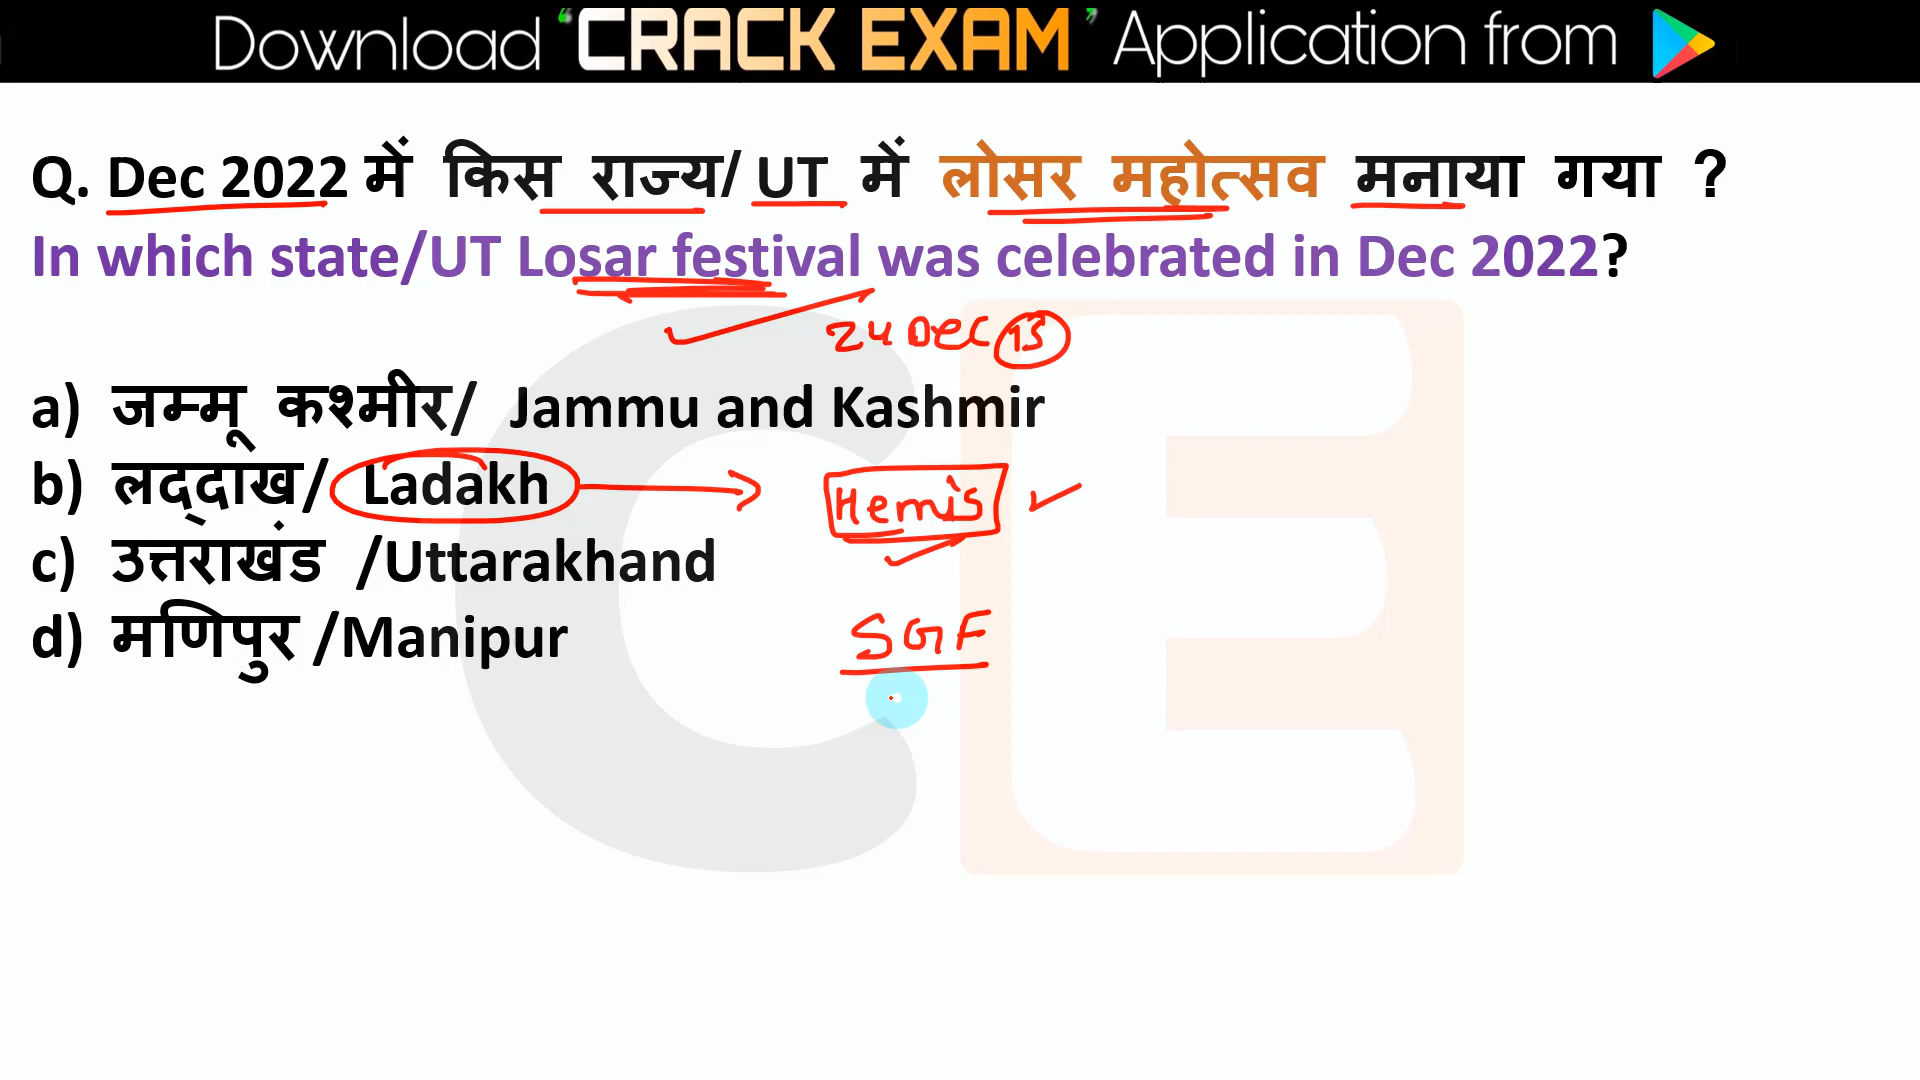 Download ‘CRACK EXAM’ Application from
Q. Dec 2022 में किस राज्य/ UT में लोसर महोत्सव मनाया गया ?
In which state/UT Losar festival was celebrated in Dec 2022?
24 DEC 15
a) जम्मू कश्मीर/ Jammu and Kashmir
b) लद्दाख/ Ladakh
Hemis
c) उत्तराखंड /Uttarakhand
d) मणिपुर /Manipur
SGF
CE